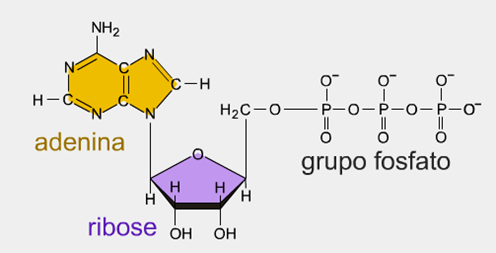 NH2
N C N
H–C C C–H
N N
H2C–O P–O–P–O–P–O–
O– O– O–
O O O
adenina
grupo fosfato
O
H H H H
ribose
OH OH